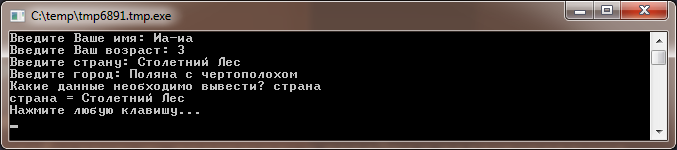 C:\temp\tmp6891.tmp.exe
Введите Ваше имя: Иа-иа
Введите Ваш возраст: 3
Введите страну: Столетний Лес
Введите город: Поляна с чертополохом
Какие данные необходимо вывести? страна
страна = Столетний Лес
Нажмите любую клавишу...